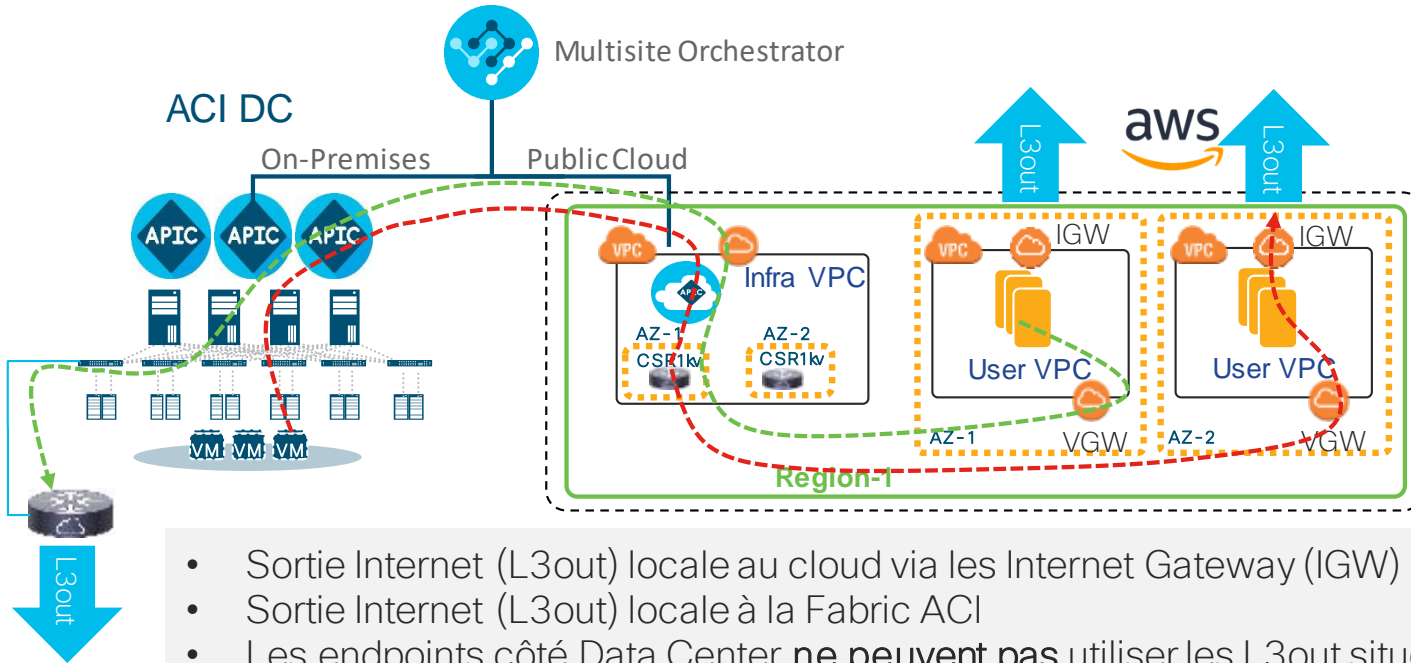 Multisite Orchestrator
ACI DC
aws
On-Premises
Public Cloud
L3out
L3out
APIC
APIC
APIC
VPC
Infra VPC
APIC
AZ-1
CSR1kv
AZ-2
CSR1kv
VPC
IGW
User VPC
AZ-1
VGW
VPC
IGW
User VPC
AZ-2
VGW
Region-1
VM
VM
VM
L3out
• Sortie Internet (L3out) locale au cloud via les Internet Gateway (IGW)
• Sortie Internet (L3out) locale à la Fabric ACI
• Les endpoints côté Data Center ne peuvent pas utiliser les L3out